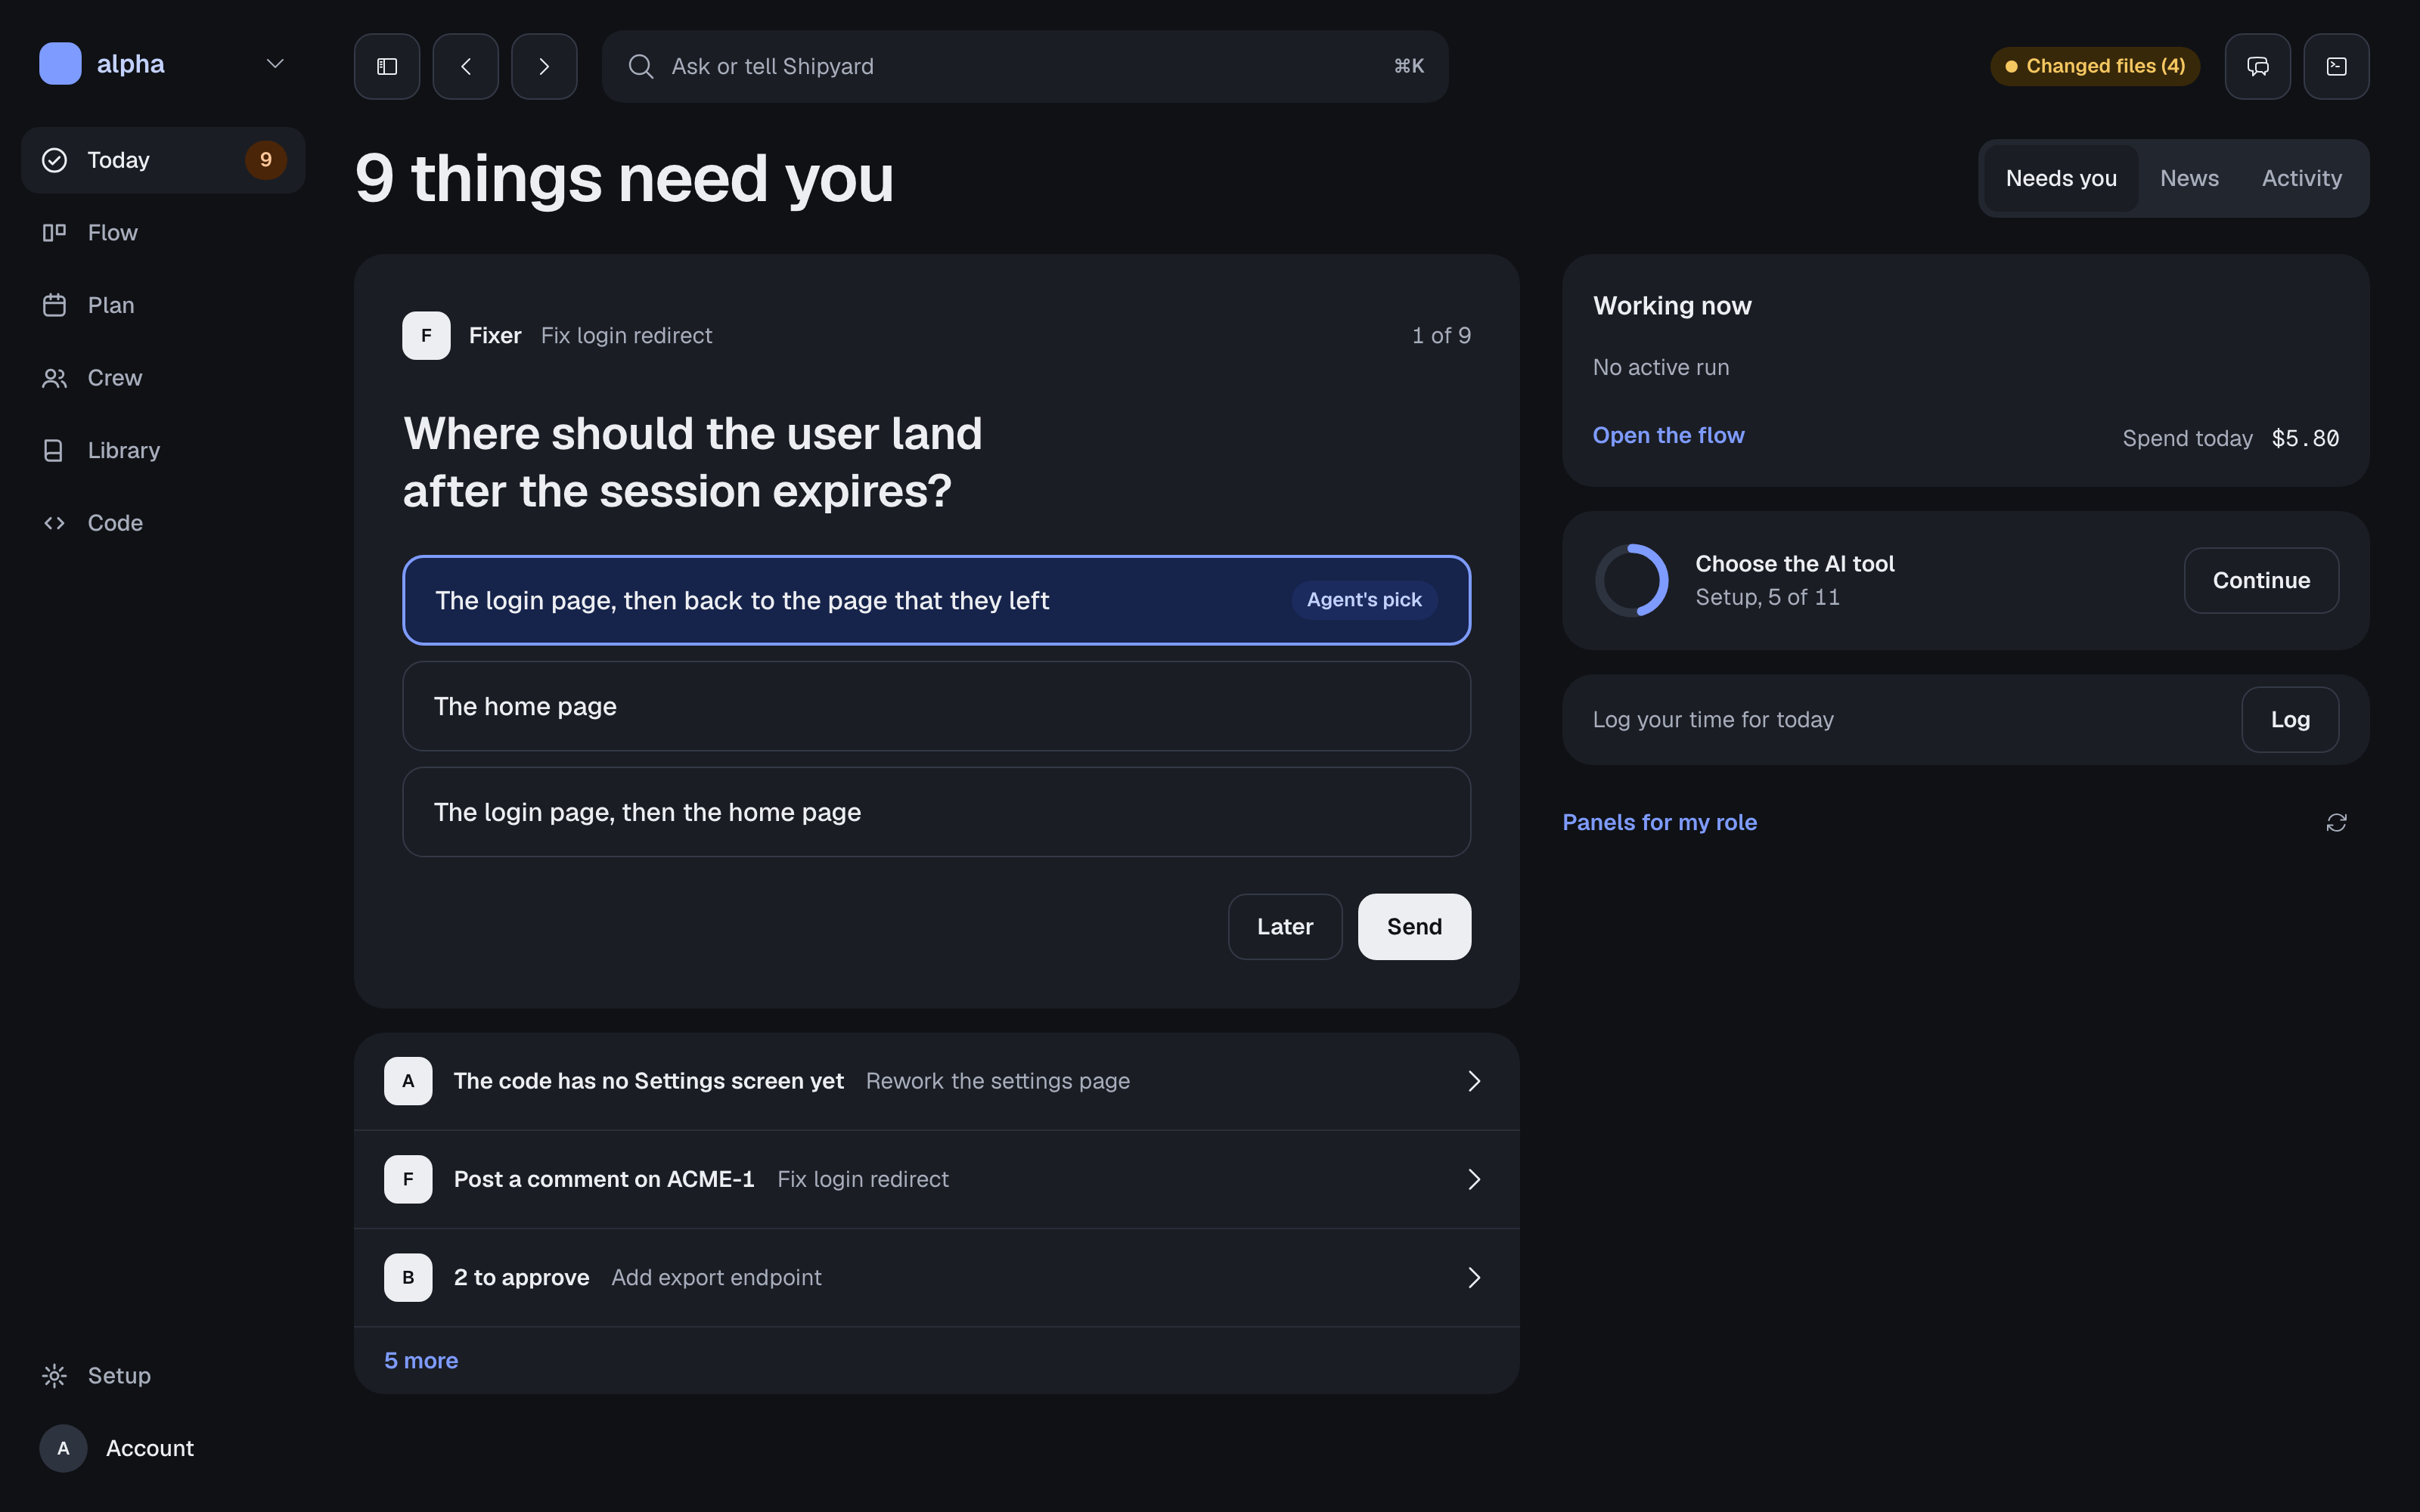 alpha
Ask or tell Shipyard
⌘K
Changed files (4)
Today
9
Flow
Plan
Crew
Library
Code
Setup
A
Account
9 things need you
Needs you
News
Activity
F
Fixer
Fix login redirect
1 of 9
Where should the user land
after the session expires?
The login page, then back to the page that they left
Agent's pick
The home page
The login page, then the home page
Later
Send
A
The code has no Settings screen yet
Rework the settings page
F
Post a comment on ACME-1
Fix login redirect
B
2 to approve
Add export endpoint
5 more
Working now
No active run
Open the flow
Spend today
$5.80
Choose the AI tool
Setup, 5 of 11
Continue
Log your time for today
Log
Panels for my role